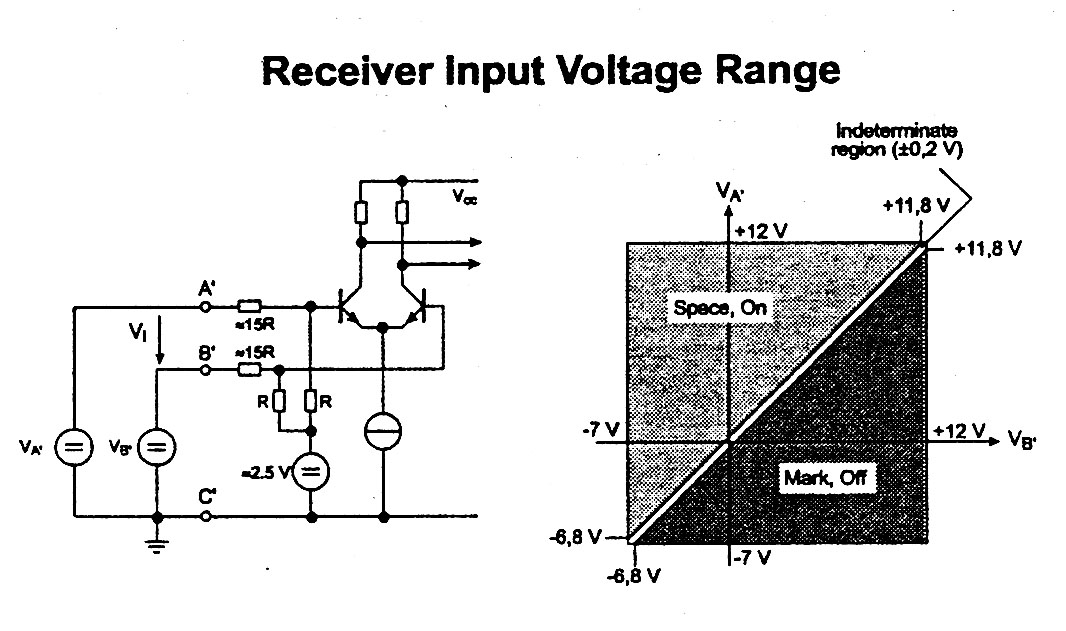 Receiver Input Voltage Range
Indeterminate
region (±0,2 V)
Vcc
A'
≈15R
VI
B'
≈15R
R
R
VA'
VB'
≈2.5 V
C'
VA'
+11,8 V
+12 V
+11,8 V
Space, On
-7 V
+12 V
VB'
Mark, Off
-6,8 V
-7 V
-6,8 V